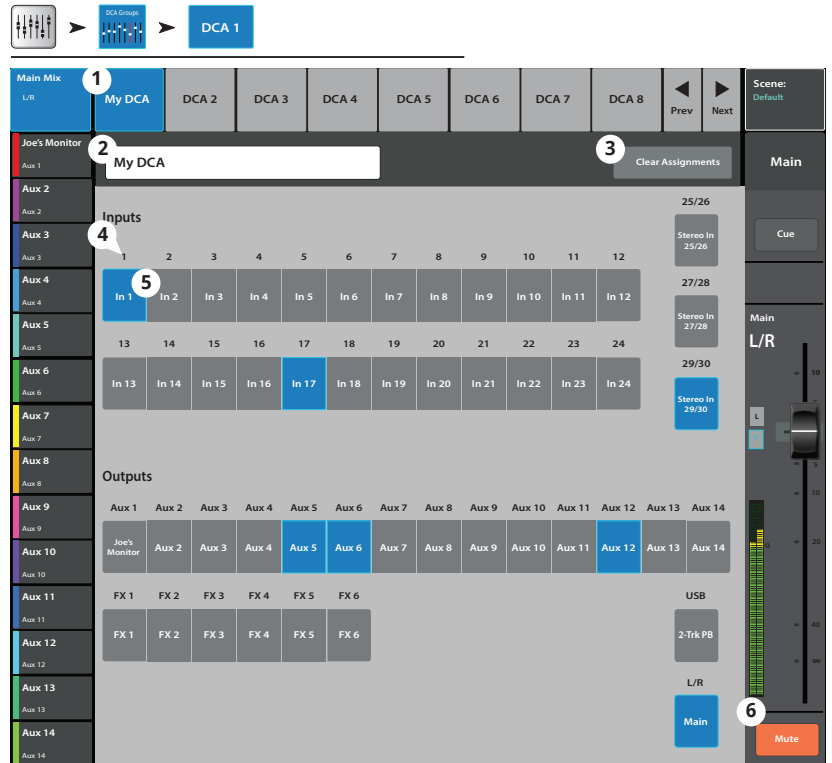 DCA Groups
DCA 1
Main Mix
L/R
1
My DCA
DCA 2
DCA 3
DCA 4
DCA 5
DCA 6
DCA 7
DCA 8
Prev
Next
Scene:
Default
Joe's Monitor
Aux 1
Aux 2
Aux 2
Aux 3
Aux 3
Aux 4
Aux 4
Aux 5
Aux 5
Aux 6
Aux 6
Aux 7
Aux 7
Aux 8
Aux 8
Aux 9
Aux 9
Aux 10
Aux 10
Aux 11
Aux 11
Aux 12
Aux 12
Aux 13
Aux 13
Aux 14
Aux 14
2
My DCA
3
Clear Assignments
Inputs
4
1 2 3 4 5 6 7 8 9 10 11 12
5
In 1 In 2 In 3 In 4 In 5 In 6 In 7 In 8 In 9 In 10 In 11 In 12
13 14 15 16 17 18 19 20 21 22 23 24
In 13 In 14 In 15 In 16 In 17 In 18 In 19 In 20 In 21 In 22 In 23 In 24
25/26
Stereo In
25/26
27/28
Stereo In
27/28
29/30
Stereo In
29/30
Outputs
Aux 1 Aux 2 Aux 3 Aux 4 Aux 5 Aux 6 Aux 7 Aux 8 Aux 9 Aux 10 Aux 11 Aux 12 Aux 13 Aux 14
Joe's
Monitor
Aux 2 Aux 3 Aux 4 Aux 5 Aux 6 Aux 7 Aux 8 Aux 9 Aux 10 Aux 11 Aux 12 Aux 13 Aux 14
FX 1 FX 2 FX 3 FX 4 FX 5 FX 6
FX 1 FX 2 FX 3 FX 4 FX 5 FX 6
USB
2-Trk PB
L/R
Main
Main
Cue
Main
L/R
10
L
5
10
0
20
40
∞
6
Mute